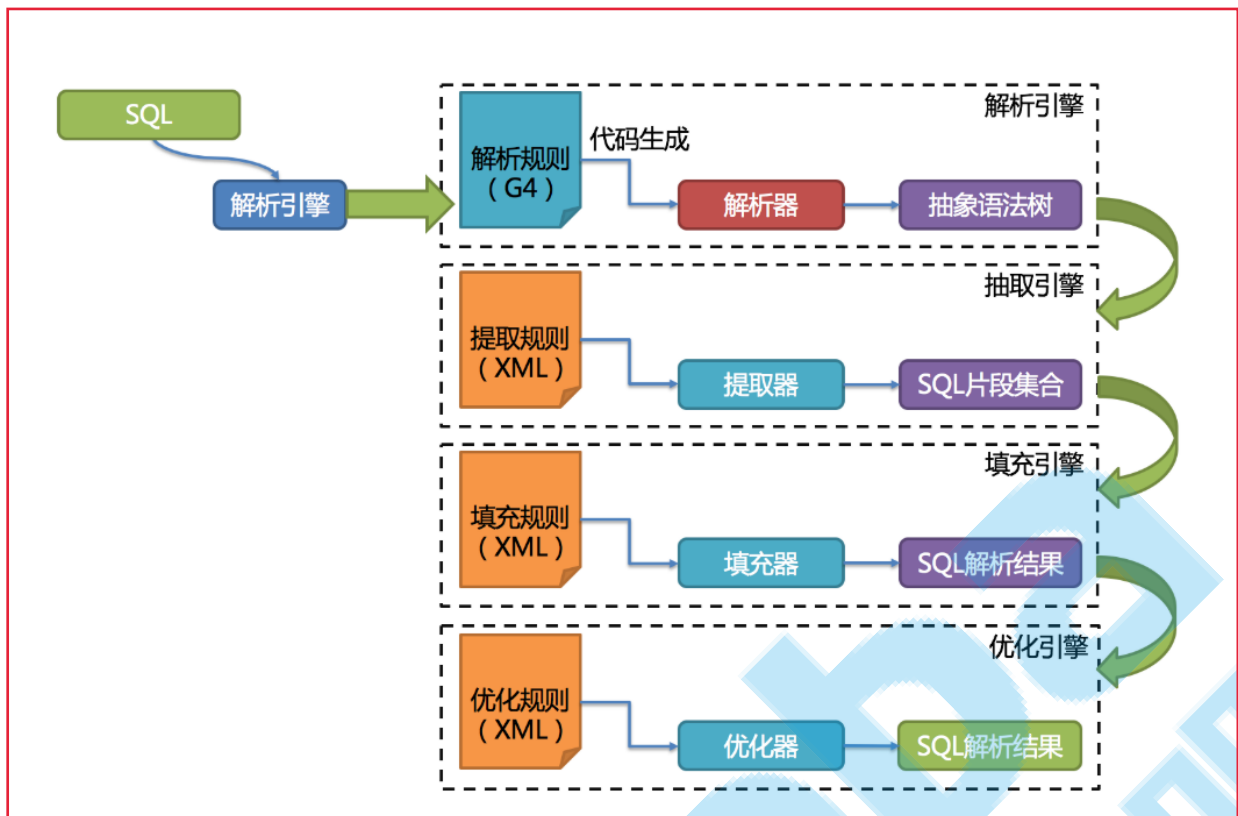 SQL
解析引擎
解析引擎
解析规则
（G4）
代码生成
解析器
抽象语法树
抽取引擎
提取规则
（XML）
提取器
SQL片段集合
填充引擎
填充规则
（XML）
填充器
SQL解析结果
优化引擎
优化规则
（XML）
优化器
SQL解析结果